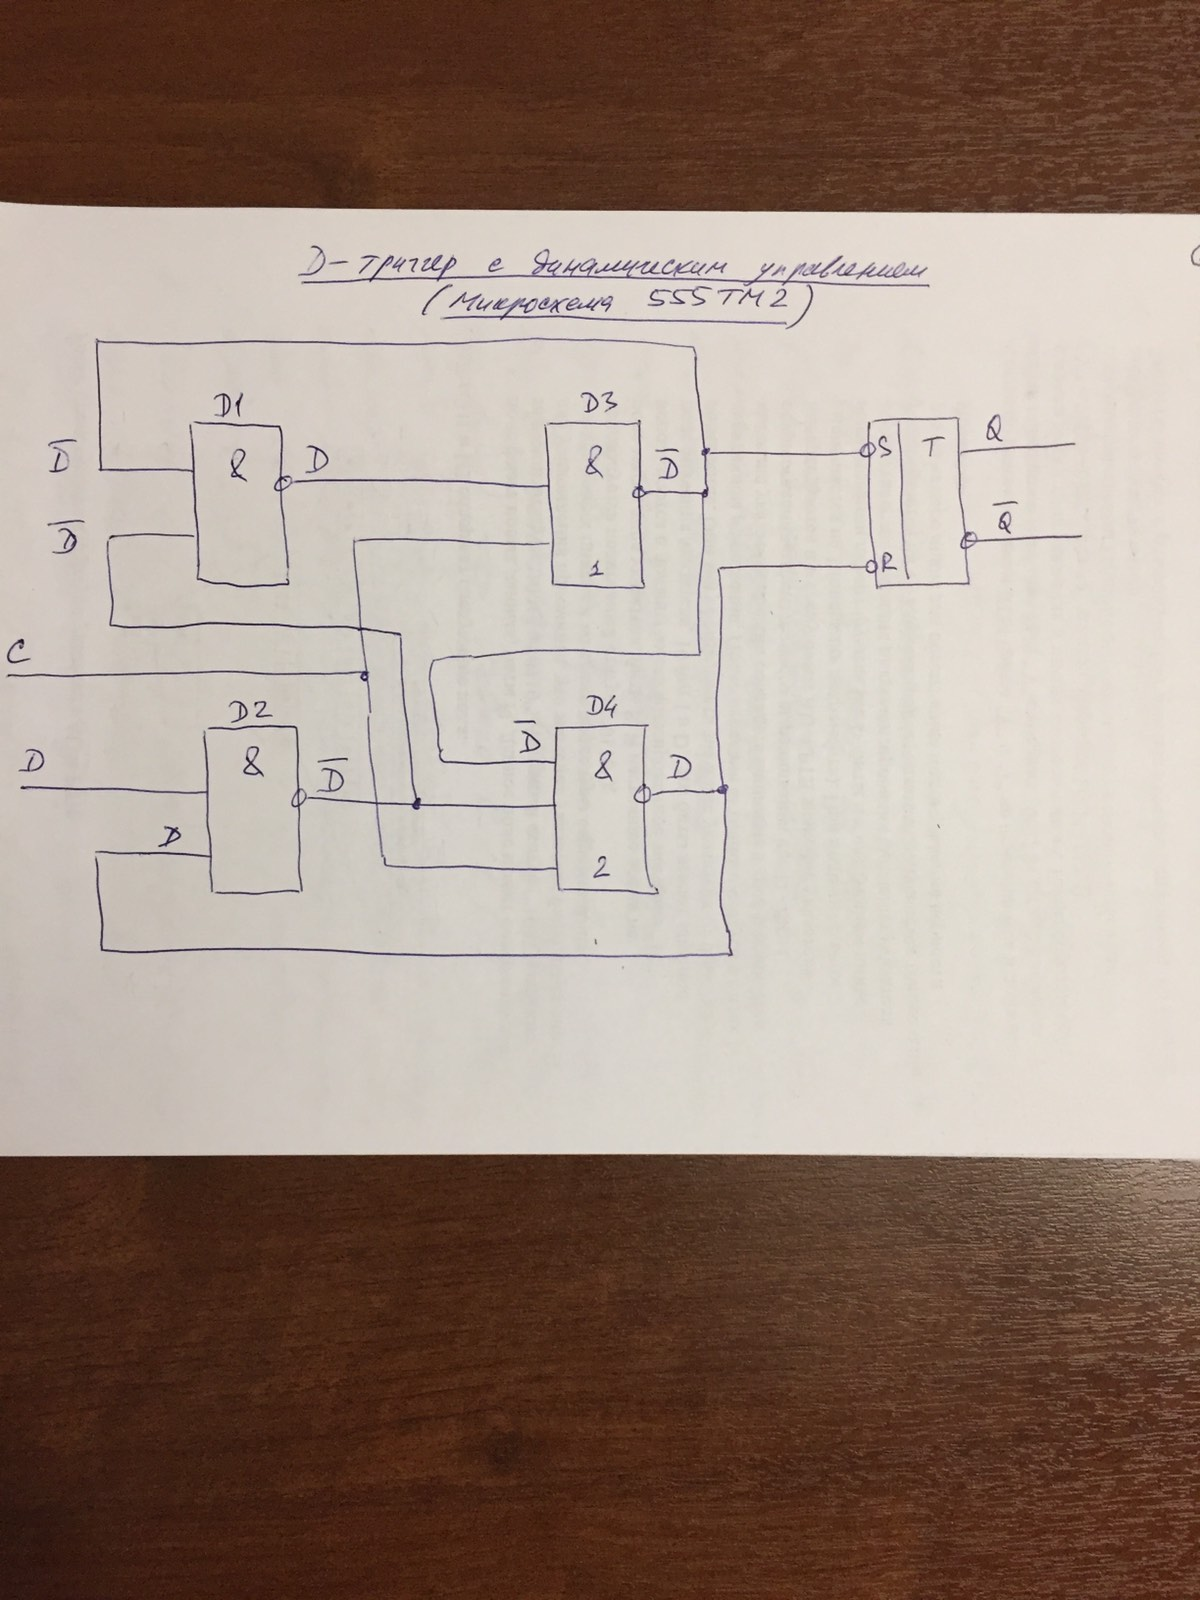 D-триггер с динамическим управлением
(Микросхема 555ТМ2)
D1
D3
D̅
&
D
&
D̅
S
T
Q
D̅
1
R
Q̅
C
D2
D4
D
&
D̅
D̅
&
D
D
2